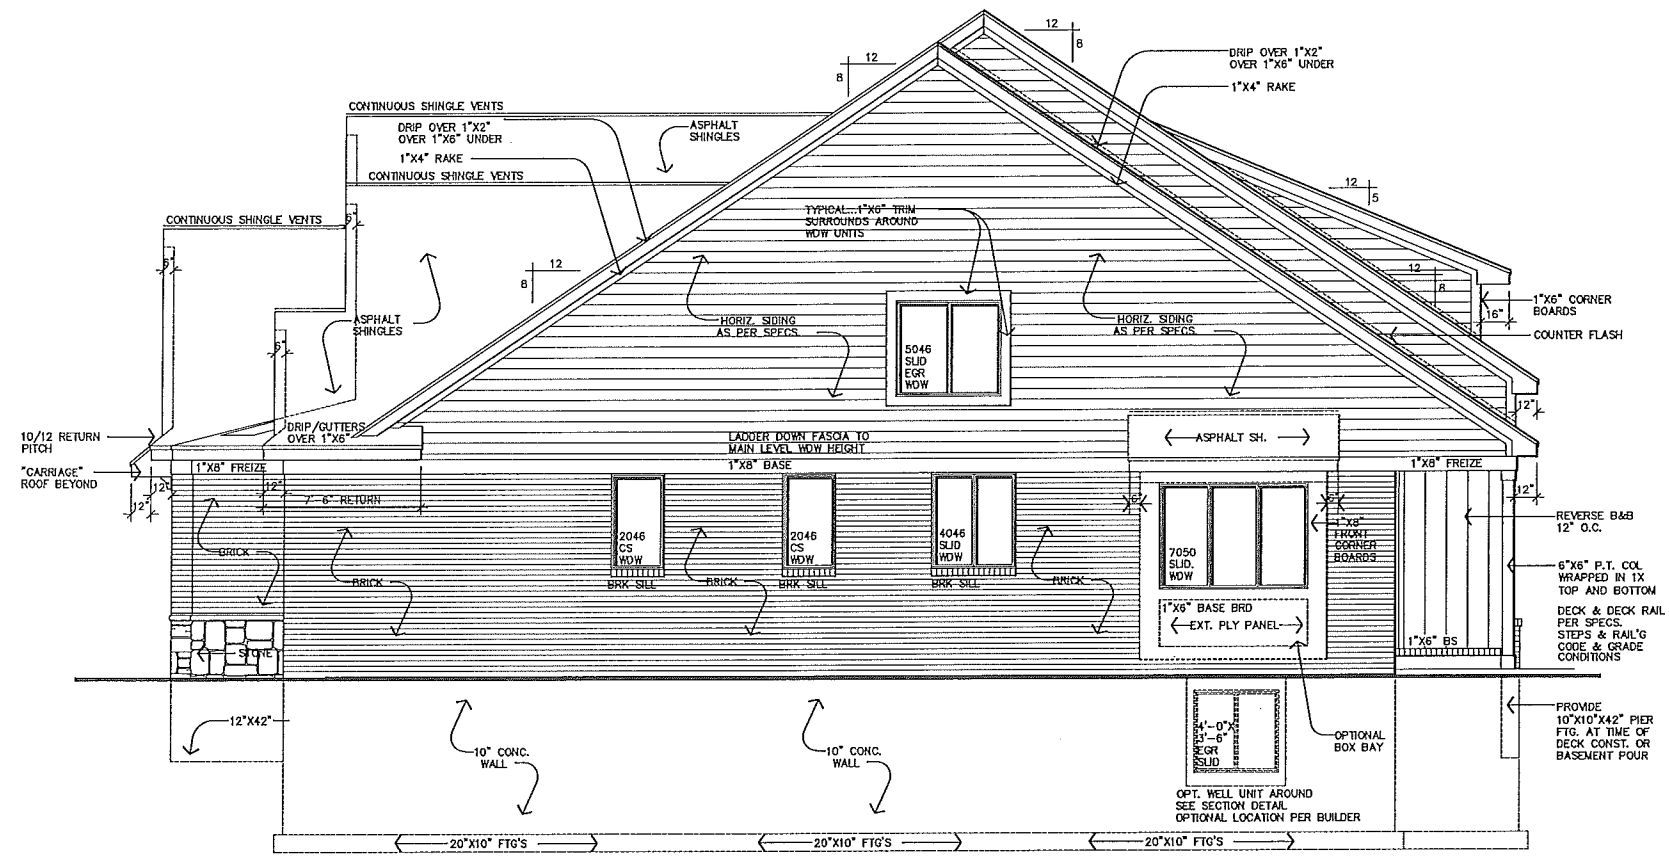 12
8
12
8
DRIP OVER 1"X2"
OVER 1"X6" UNDER
1"X4" RAKE
CONTINUOUS SHINGLE VENTS
DRIP OVER 1"X2"
OVER 1"X6" UNDER
1"X4" RAKE
ASPHALT
SHINGLES
CONTINUOUS SHINGLE VENTS
12
5
CONTINUOUS SHINGLE VENTS
6"
TYPICAL...1"X6" TRIM
SURROUNDS AROUND
WDW UNITS
6"
12
8
12
8
1"X6" CORNER
BOARDS
16"
ASPHALT
SHINGLES
HORIZ. SIDING
AS PER SPECS.
HORIZ. SIDING
AS PER SPECS.
COUNTER FLASH
6"
5046
SLID
EGR
WDW
12"
10/12 RETURN
PITCH
DRIP/GUTTERS
OVER 1"X6"
LADDER DOWN FASCIA TO
MAIN LEVEL WDW HEIGHT
ASPHALT SH.
"CARRIAGE"
ROOF BEYOND
1"X8" FREIZE
1"X8" BASE
1"X8" FREIZE
12"
12"
12"
7'-6" RETURN
6"
6"
12"
REVERSE B&B
12" O.C.
BRICK
BRICK
2046
CS
WDW
BRK SILL
BRICK
2046
CS
WDW
BRK SILL
4046
SLID
WDW
BRK SILL
BRICK
7050
SLID.
WDW
1"X8"
FRONT
CORNER
BOARDS
6"X6" P.T. COL
WRAPPED IN 1X
TOP AND BOTTOM
1"X6" BASE BRD
EXT. PLY PANEL
DECK & DECK RAIL
PER SPECS.
STEPS & RAIL'G
CODE & GRADE
CONDITIONS
STONE
1"X6" BS
12"X42"
10" CONC.
WALL
10" CONC.
WALL
4'-0"X
3'-6"
EGR
SLID
OPTIONAL
BOX BAY
PROVIDE
10"X10"X42" PIER
FTG. AT TIME OF
DECK CONST. OR
BASEMENT POUR
OPT. WELL UNIT AROUND
SEE SECTION DETAIL
OPTIONAL LOCATION PER BUILDER
20"X10" FTG'S
20"X10" FTG'S
20"X10" FTG'S